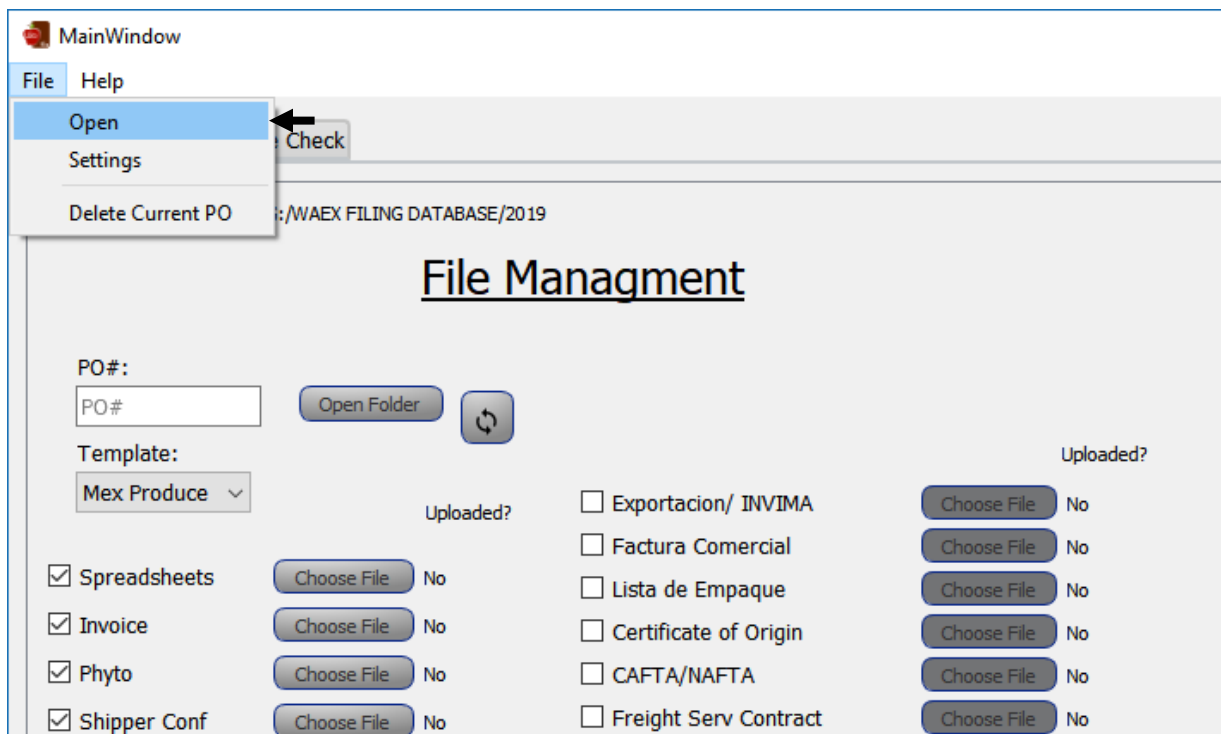 MainWindow
File Help
Open
Settings
Delete Current PO
Check
:/WAEX FILING DATABASE/2019
File Managment
PO#:
PO#
Open Folder
Template:
Mex Produce
Uploaded?
Spreadsheets Choose File No
Invoice Choose File No
Phyto Choose File No
Shipper Conf Choose File No
Uploaded?
Exportacion/ INVIMA Choose File No
Factura Comercial Choose File No
Lista de Empaque Choose File No
Certificate of Origin Choose File No
CAFTA/NAFTA Choose File No
Freight Serv Contract Choose File No